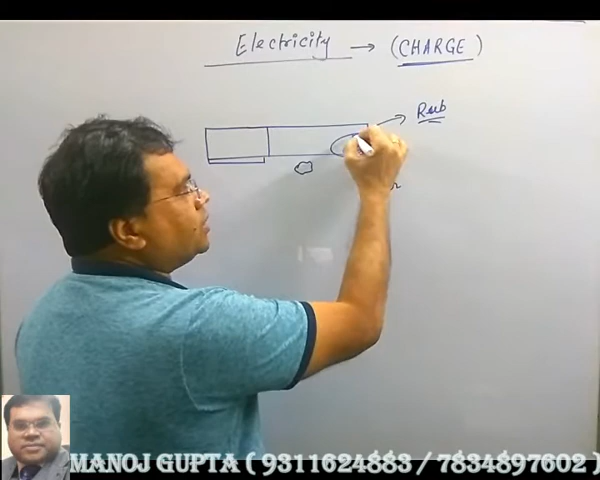 Electricity → (CHARGE)
Rub
MANOJ GUPTA ( 9311624883 / 7834897602 )